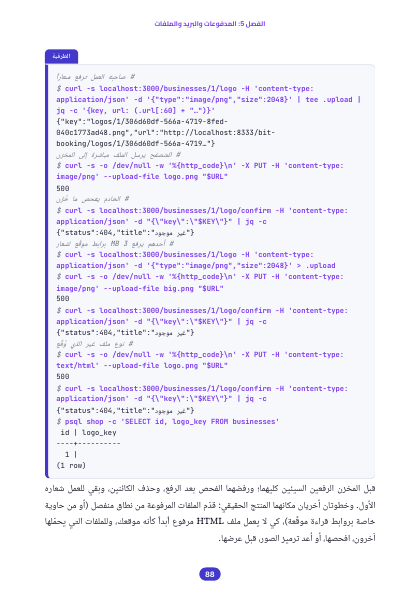 الفصل 5: المدفوعات والبريد والملفات
الطرفية
# صاحبة الفصل ترفع شعارًا
$ curl -s localhost:3000/businesses/1/logo -H 'content-type:
application/json' -d '{"type":"image/png","size":2048}' | tee .upload |
jq -c '{key, url: (.url[:60] + "…")}'
{"key":"logos/1/306d60df-566a-4719-8fed-
040c1773ad48.png","url":"http://localhost:8333/bit-
booking/logos/1/306d60df-566a-4719…"}
# المتصفح يرسل الملف مباشرة إلى المخزن
$ curl -s -o /dev/null -w '%{http_code}\n' -X PUT -H 'content-type:
image/png' --upload-file logo.png "$URL"
500
# الخادم يفحص ما خُزّن
$ curl -s localhost:3000/businesses/1/logo/confirm -H 'content-type:
application/json' -d "{\"key\":\"$KEY\"}" | jq -c
{"status":404,"title":"غير موجود"}
# أحدهم يرفع 3 MB برابط موقّع لشعار
$ curl -s localhost:3000/businesses/1/logo -H 'content-type:
application/json' -d '{"type":"image/png","size":2048}' > .upload
$ curl -s -o /dev/null -w '%{http_code}\n' -X PUT -H 'content-type:
image/png' --upload-file big.png "$URL"
500
$ curl -s localhost:3000/businesses/1/logo/confirm -H 'content-type:
application/json' -d "{\"key\":\"$KEY\"}" | jq -c
{"status":404,"title":"غير موجود"}
# نوع ملف غير الذي وُقّع
$ curl -s -o /dev/null -w '%{http_code}\n' -X PUT -H 'content-type:
text/html' --upload-file logo.png "$URL"
500
$ curl -s localhost:3000/businesses/1/logo/confirm -H 'content-type:
application/json' -d "{\"key\":\"$KEY\"}" | jq -c
{"status":404,"title":"غير موجود"}
$ psql shop -c 'SELECT id, logo_key FROM businesses'
id | logo_key
----+----------
1 |
(1 row)
قبل المخزن الرفعين السيئين كليهما؛ ورفضهما الفحص بعد الرفع، وحذف الكائنين، وبقي للعمل شعاره
الأول. وخطوتان أخريان مكانهما المنتج الحقيقي: قدّم الملفات المرفوعة من نطاق منفصل (أو من حاوية
خاصة بروابط قراءة موقّعة)، كي لا يعمل ملف HTML مرفوع أبداً كأنه موقعك، وللملفات التي يحمّلها
آخرون، افحصها، أو أعد ترميز الصور، قبل عرضها.
88